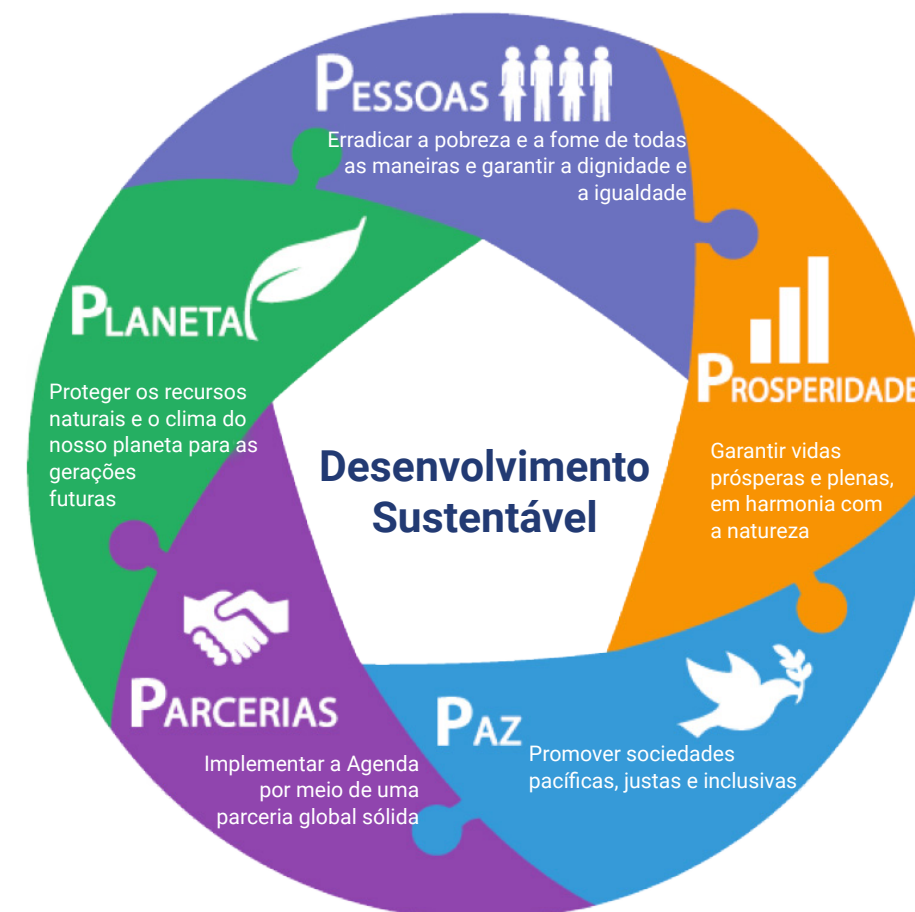 PESSOAS
Erradicar a pobreza e a fome de todas
as maneiras e garantir a dignidade e
a igualdade
PROSPERIDADE
Garantir vidas
prósperas e plenas,
em harmonia com
a natureza
PAZ
Promover sociedades
pacíficas, justas e inclusivas
PARCERIAS
Implementar a Agenda
por meio de uma
parceria global sólida
PLANETA
Proteger os recursos
naturais e o clima do
nosso planeta para as
gerações
futuras
Desenvolvimento
Sustentável